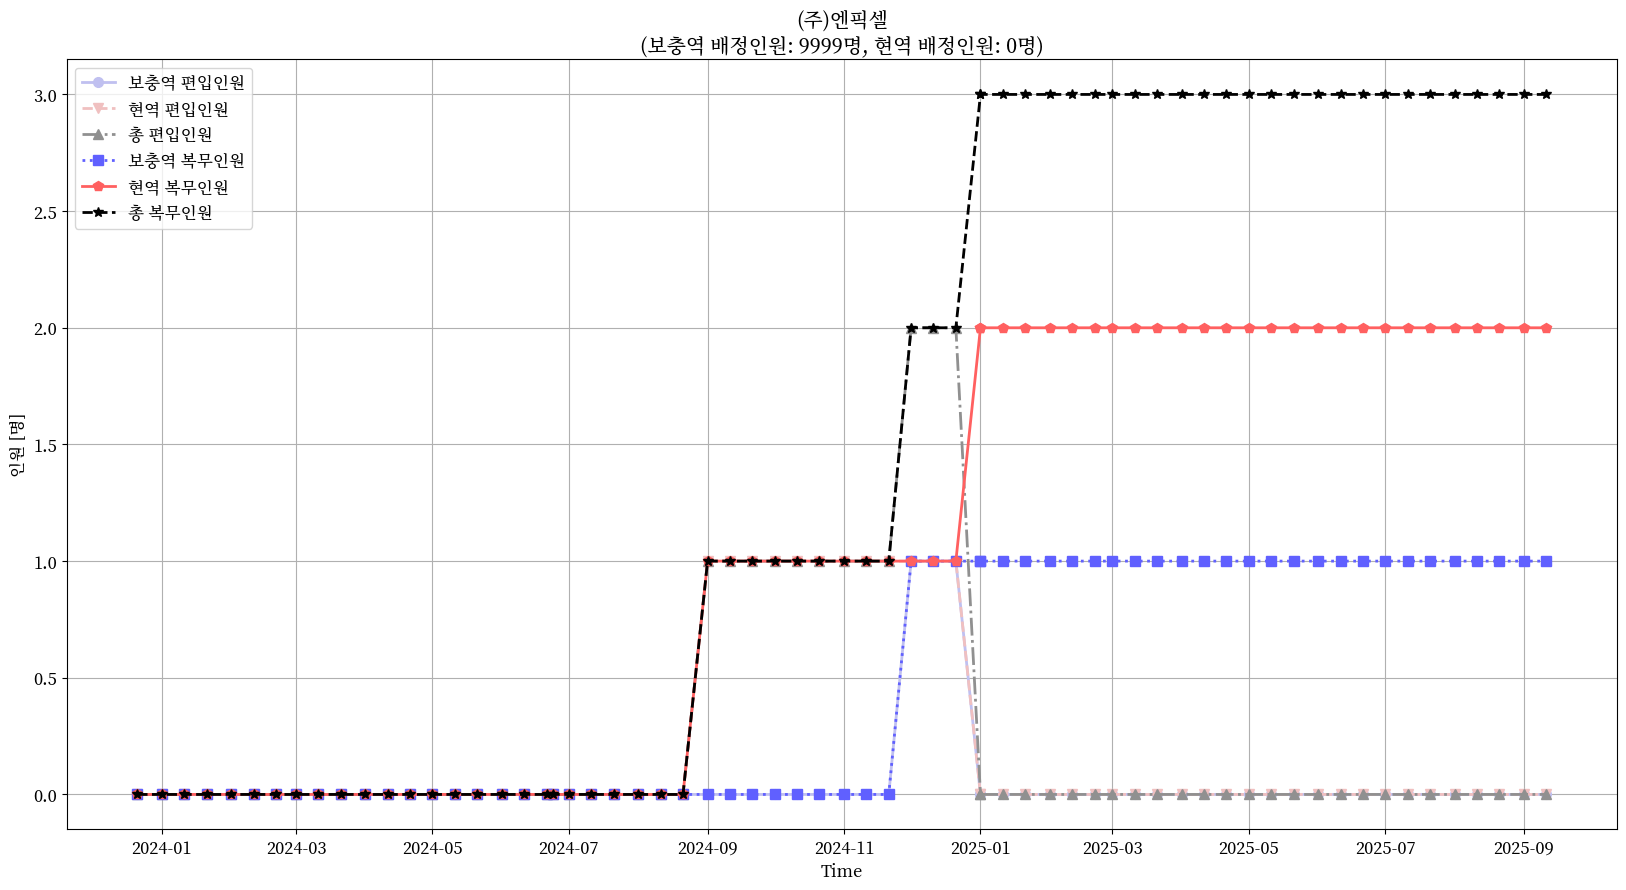 (주)엔픽셀
(보충역 배정인원: 9999명, 현역 배정인원: 0명)
보충역 편입인원
현역 편입인원
총 편입인원
보충역 복무인원
현역 복무인원
총 복무인원
인원 [명]
3.0
2.5
2.0
1.5
1.0
0.5
0.0
2024-01 2024-03 2024-05 2024-07 2024-09 2024-11 2025-01 2025-03 2025-05 2025-07 2025-09
Time